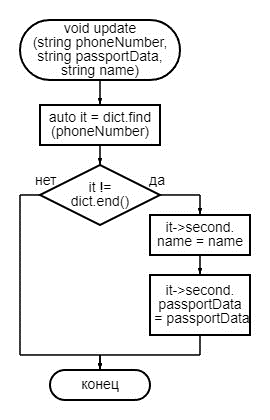 void update
(string phoneNumber,
string passportData,
string name)
auto it = dict.find
(phoneNumber)
нет
да
it !=
dict.end()
it->second.
name = name
it->second.
passportData
= passportData
конец